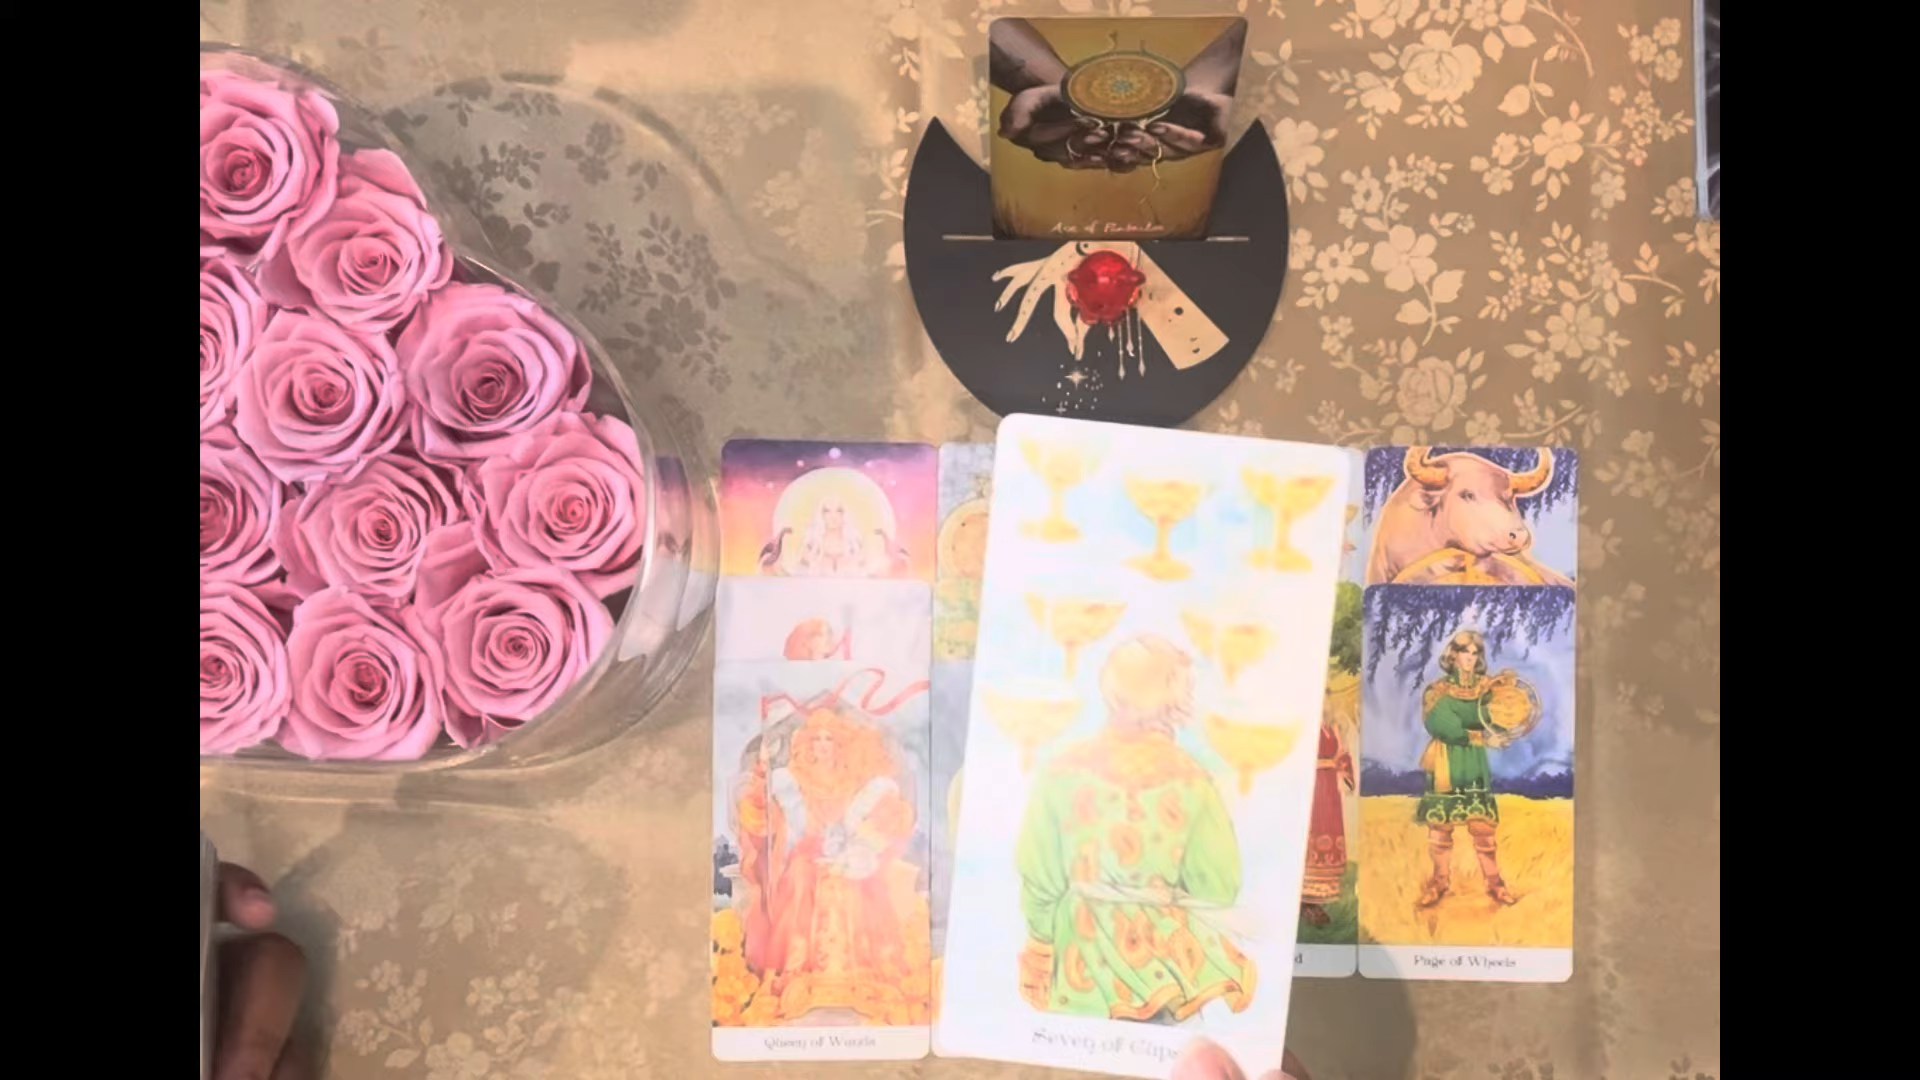 Ace of Pentacles
Page of Wheels
Queen of Wands
Seven of Cups